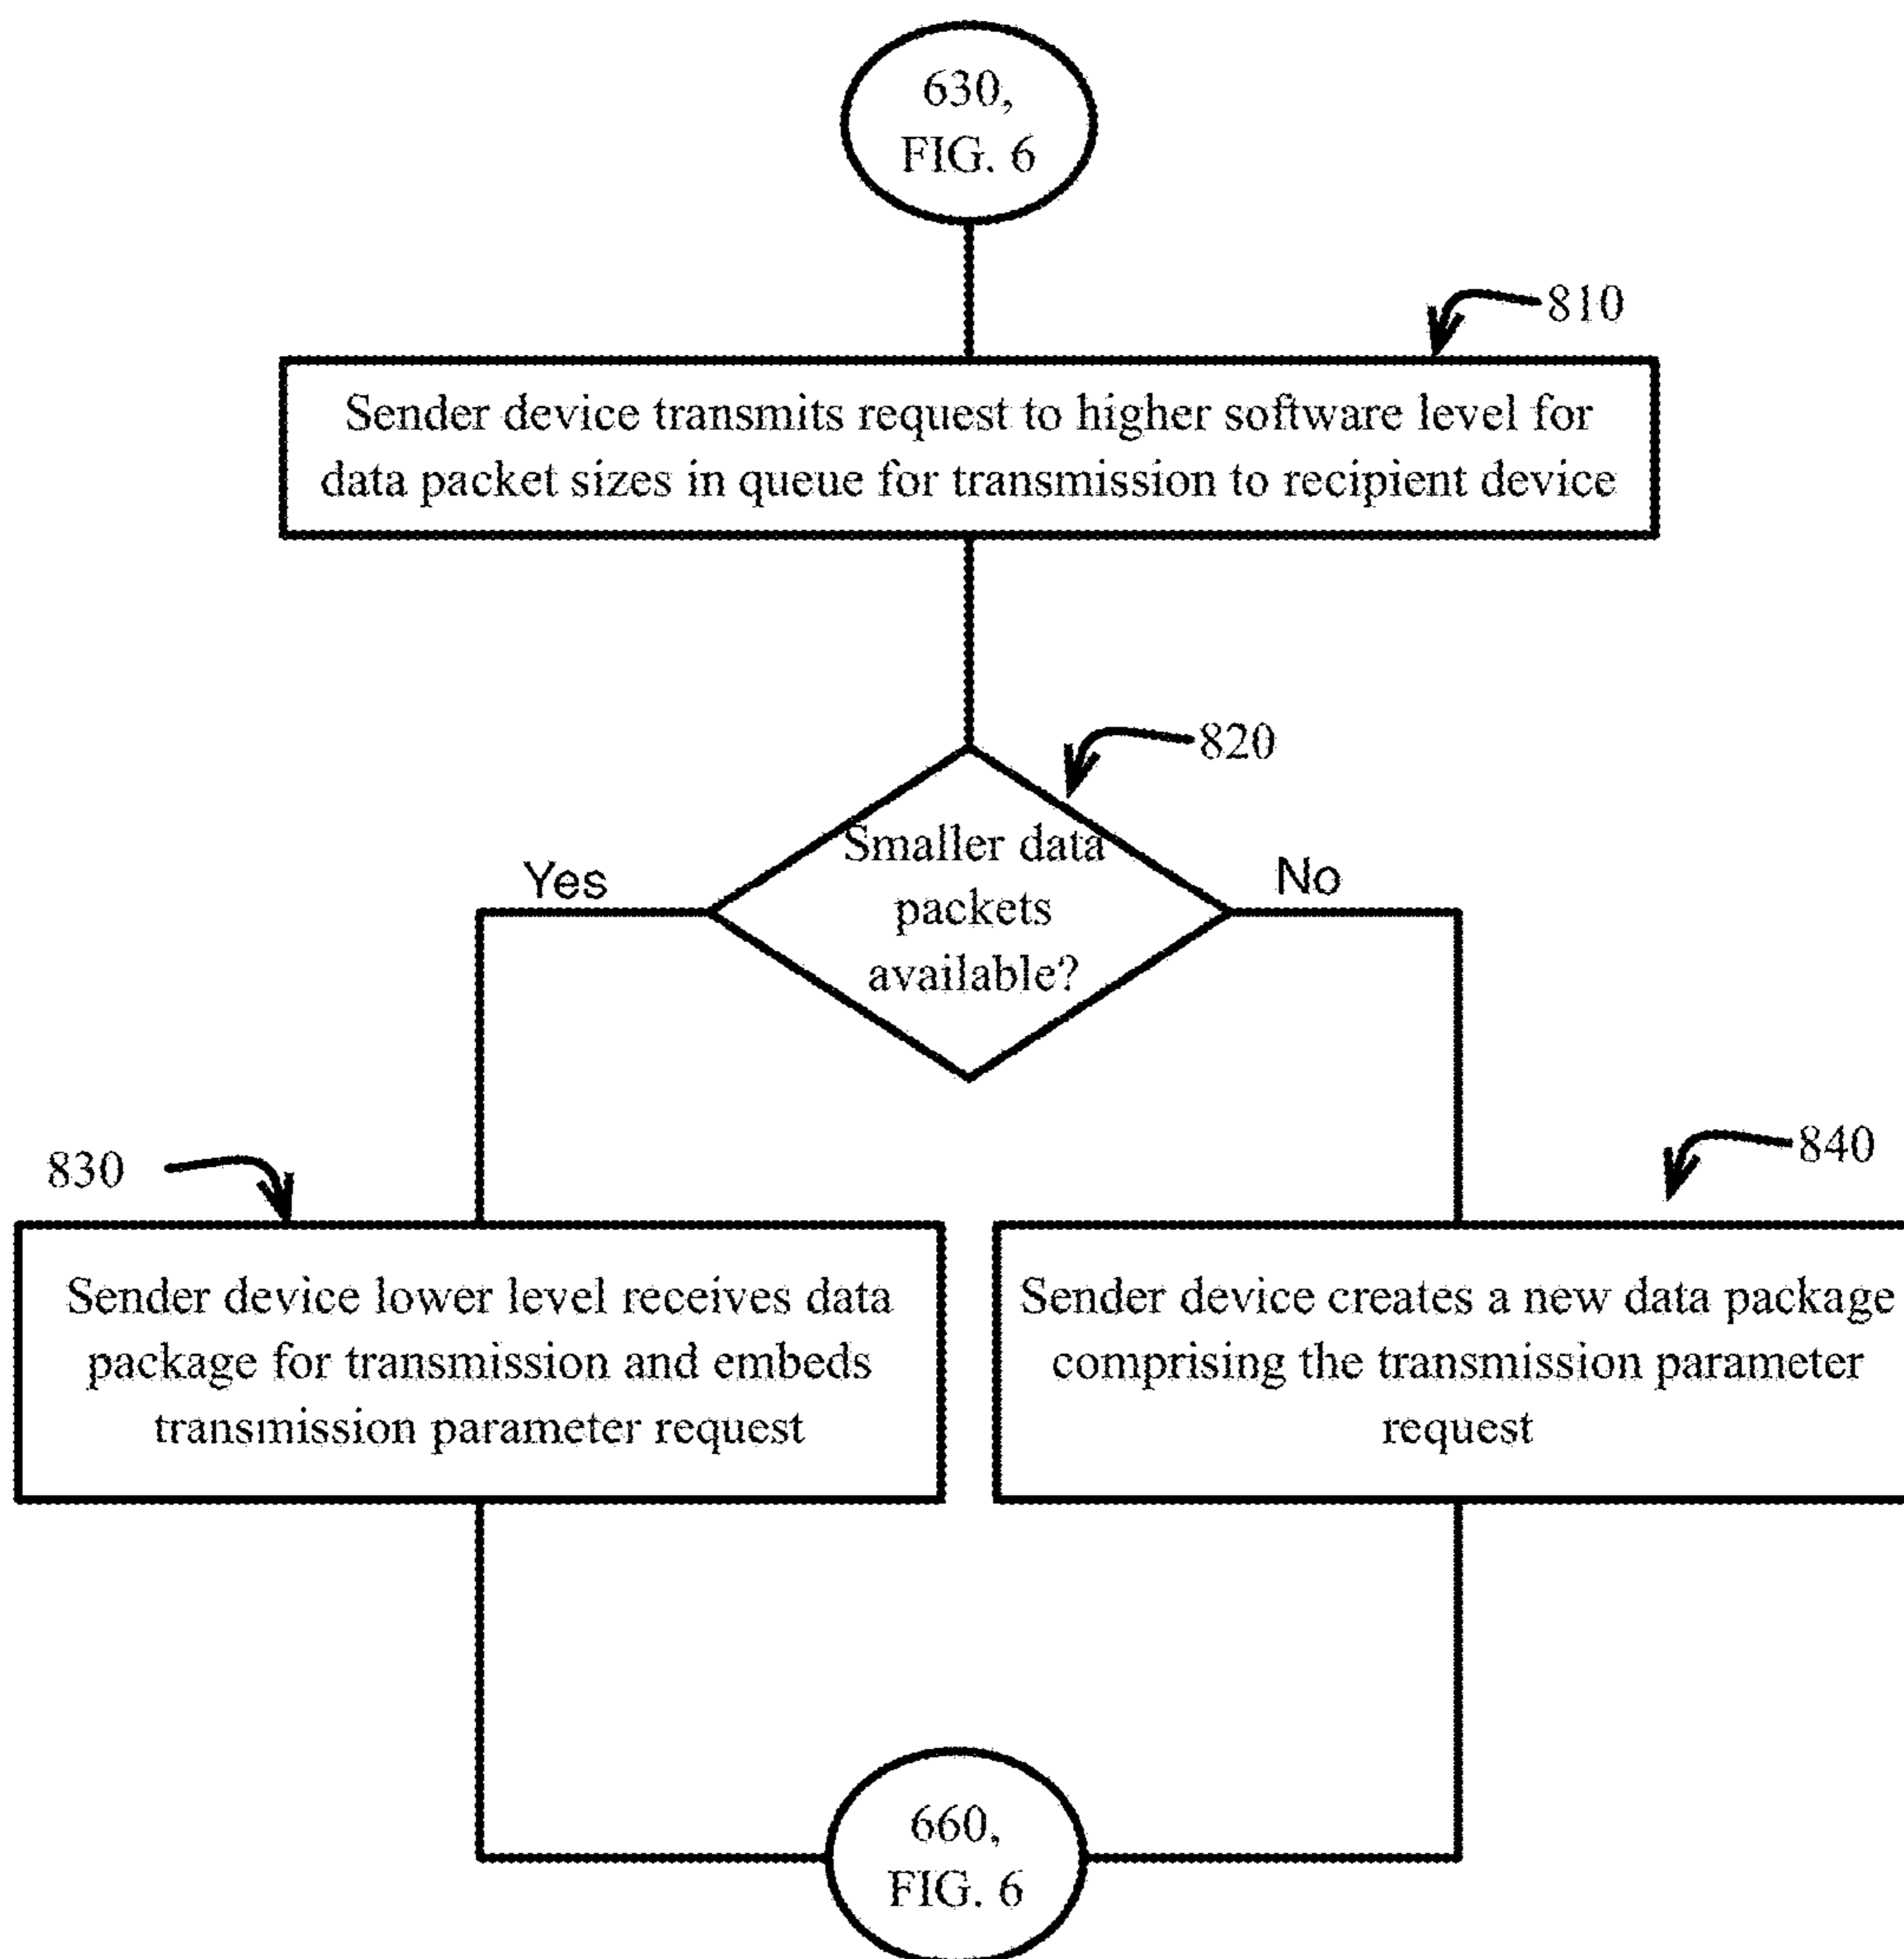 630,
FIG. 6
810
Sender device transmits request to higher software level for
data packet sizes in queue for transmission to recipient device
820
Smaller data
packets
available?
Yes
No
830
840
Sender device lower level receives data
package for transmission and embeds
transmission parameter request
Sender device creates a new data package
comprising the transmission parameter
request
660,
FIG. 6